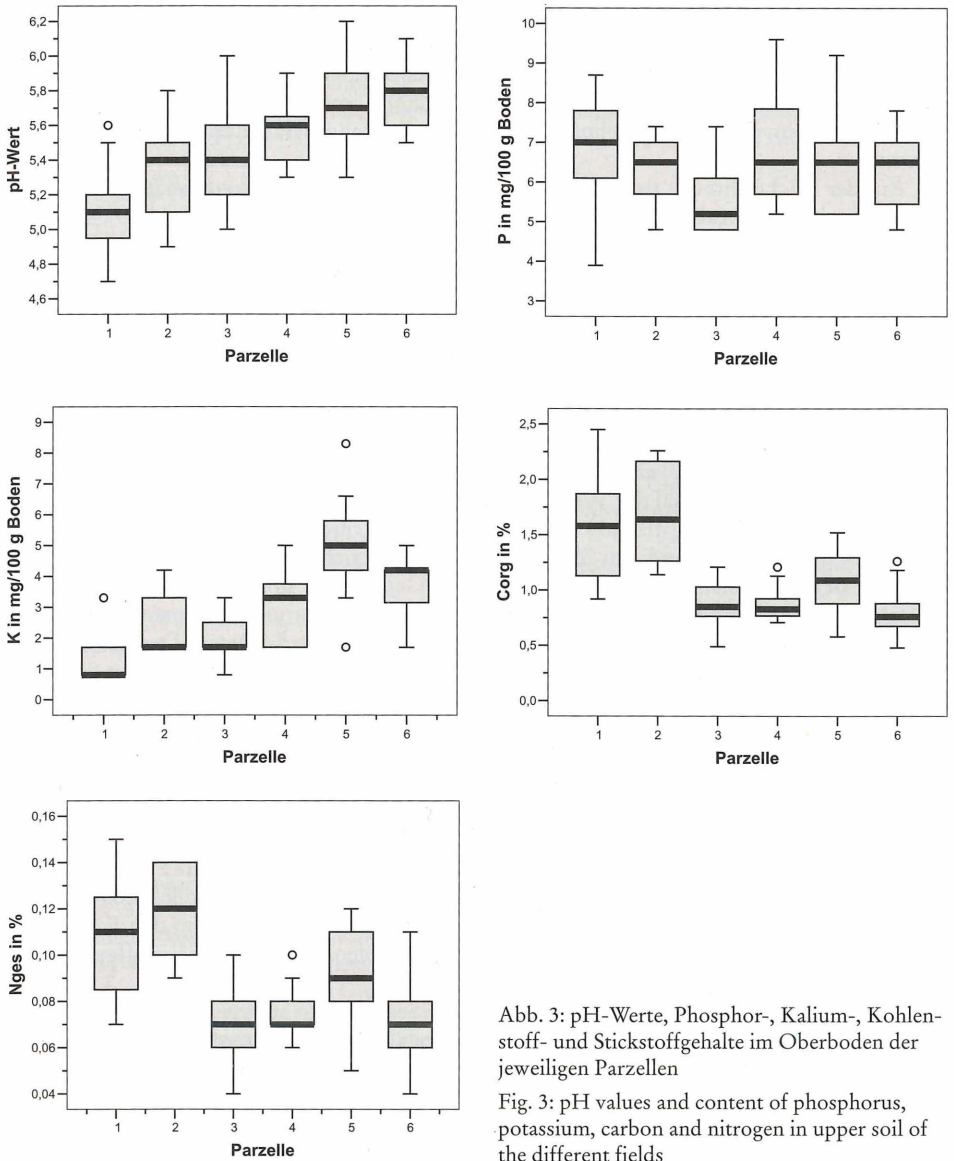 6,2
6,0
5,8
5,6
5,4
5,2
5,0
4,8
4,6
pH-Wert
1 2 3 4 5 6
Parzelle
10
9
8
7
6
5
4
3
P in mg/100 g Boden
1 2 3 4 5 6
Parzelle
9
8
7
6
5
4
3
2
1
0
K in mg/100 g Boden
1 2 3 4 5 6
Parzelle
2,5
2,0
1,5
1,0
0,5
0,0
Corg in %
1 2 3 4 5 6
Parzelle
0,16
0,14
0,12
0,10
0,08
0,06
0,04
Nges in %
1 2 3 4 5 6
Parzelle
Abb. 3: pH-Werte, Phosphor-, Kalium-, Kohlen-
stoff- und Stickstoffgehalte im Oberboden der
jeweiligen Parzellen
Fig. 3: pH values and content of phosphorus,
potassium, carbon and nitrogen in upper soil of
the different fields